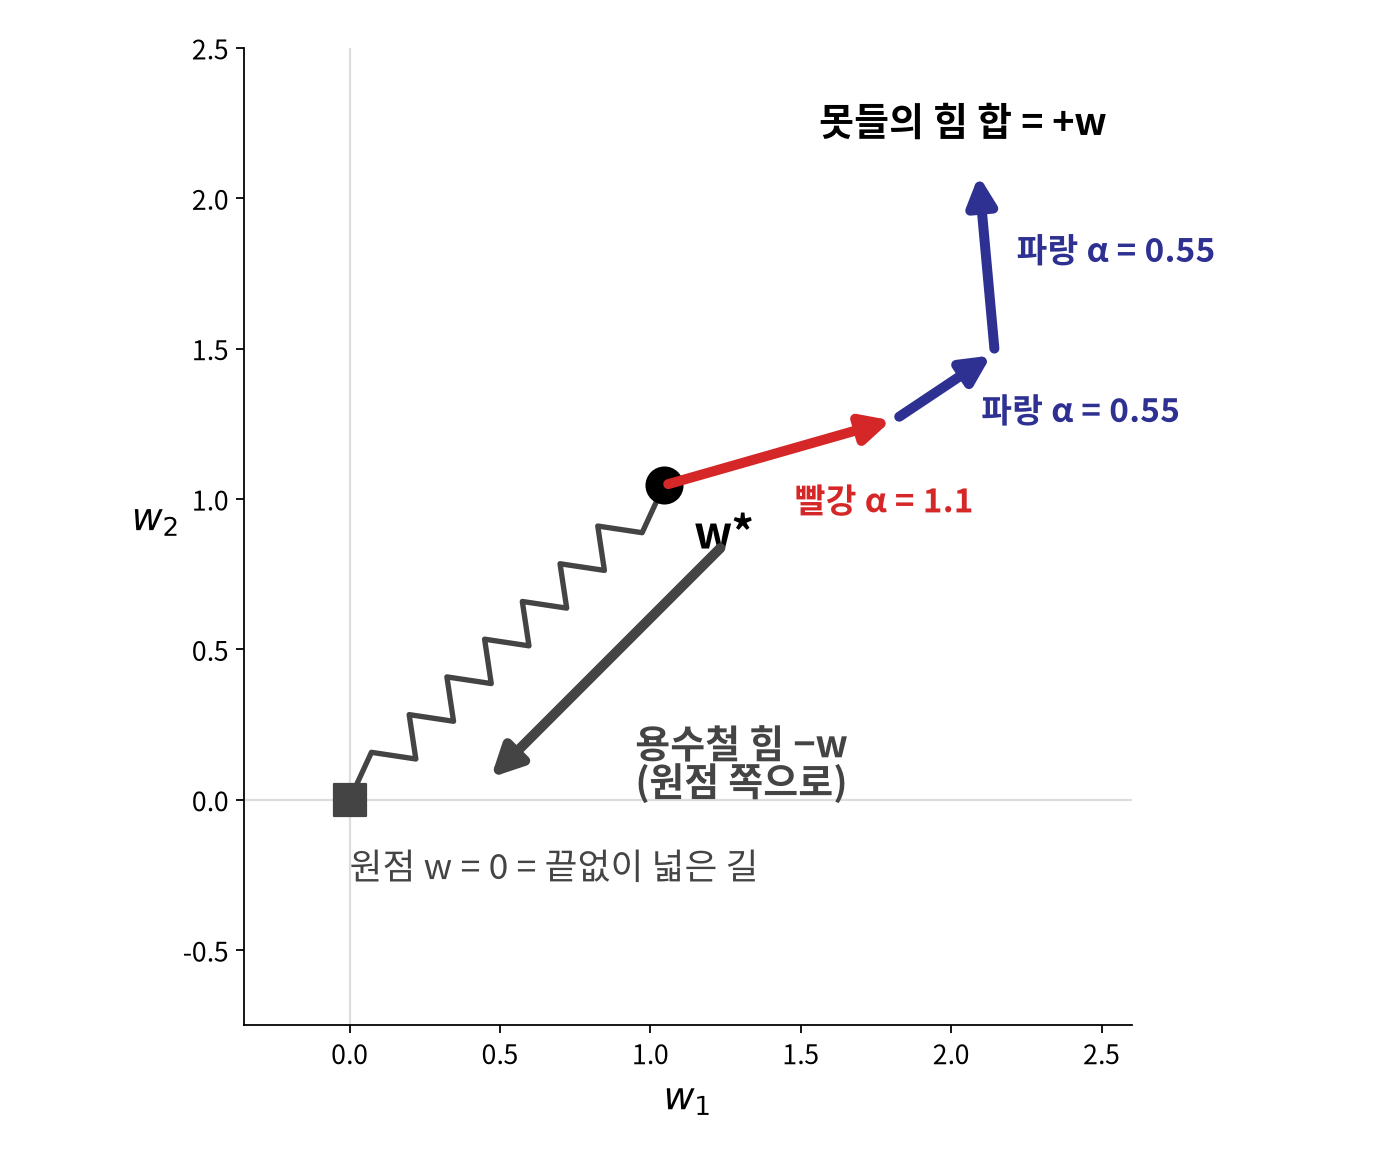 2.5
못들의 힘 합 = +w
2.0
파랑 α = 0.55
1.5
파랑 α = 0.55
1.0
빨강 α = 1.1
w*
w₂
0.5
용수철 힘 −w
(원점 쪽으로)
0.0
원점 w = 0 = 끝없이 넓은 길
-0.5
0.0 0.5 1.0 1.5 2.0 2.5
w₁